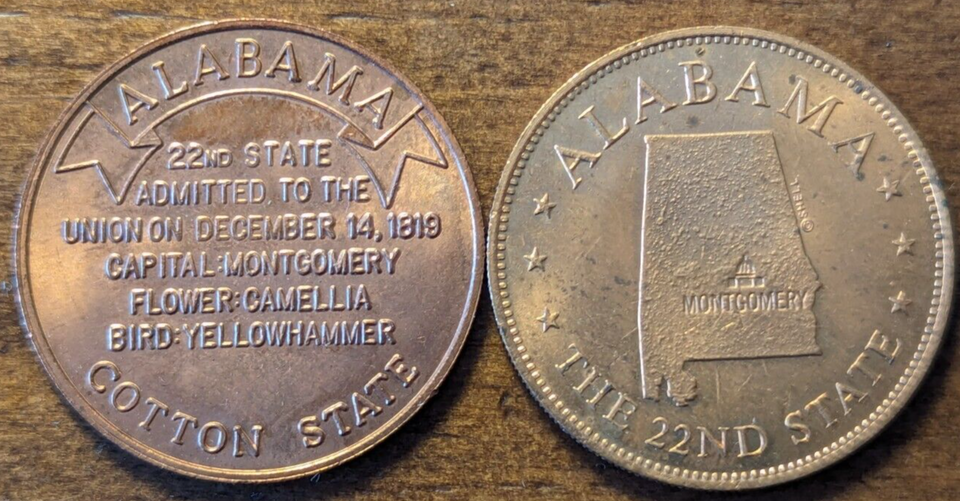 ALABAMA
22ND STATE
ADMITTED TO THE
UNION ON DECEMBER 14, 1819
CAPITAL:MONTGOMERY
FLOWER:CAMELLIA
BIRD:YELLOWHAMMER
COTTON STATE
ALABAMA
MONTGOMERY
THE 22ND STATE